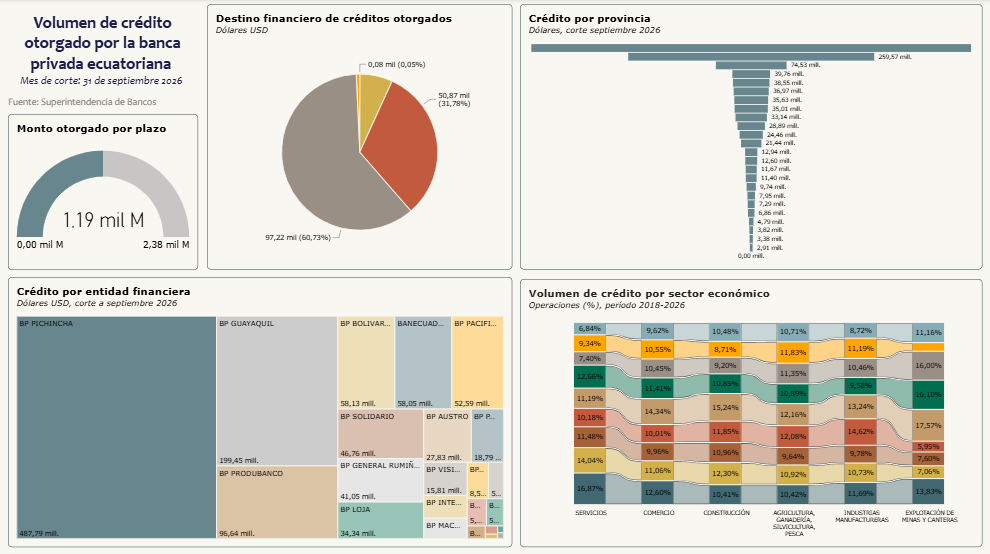 Volumen de crédito
otorgado por la banca
privada ecuatoriana
Mes de corte: 31 de septiembre 2026
Fuente: Superintendencia de Bancos
Monto otorgado por plazo
1,19 mil M
0,00 mil M
2,38 mil M
Destino financiero de créditos otorgados
Dólares USD
0,08 mil (0,05%)
50,87 mil
(31,78%)
97,22 mil (60,73%)
Crédito por provincia
Dólares, corte septiembre 2026
259,57 mill.
74,53 mill.
39,76 mill.
38,55 mill.
36,97 mill.
35,63 mill.
35,01 mill.
33,14 mill.
28,89 mill.
24,46 mill.
21,44 mill.
12,94 mill.
12,60 mill.
11,67 mill.
11,40 mill.
9,74 mill.
7,95 mill.
7,29 mill.
6,86 mill.
4,79 mill.
3,82 mill.
3,38 mill.
2,91 mill.
0,00 mill.
Crédito por entidad financiera
Dólares USD, corte a septiembre 2026
BP PICHINCHA
487,79 mill.
BP GUAYAQUIL
199,45 mill.
BP PRODUBANCO
96,64 mill.
BP BOLIVAR...
58,13 mill.
BANECUAD...
58,05 mill.
BP PACIFI...
52,59 mill.
BP SOLIDARIO
46,76 mill.
BP GENERAL RUMIÑ...
41,05 mill.
BP LOJA
34,34 mill.
BP AUSTRO
27,83 mill.
BP P...
18,79 ...
BP VISI...
15,81 mill.
BP INTE...
BP MAC...
BP...
8,5...
5...
B...
5,...
B...
5...
B...
Volumen de crédito por sector económico
Operaciones (%), período 2018-2026
6,84% 9,62% 10,48% 10,71% 8,72% 11,16%
9,34% 10,55% 8,71% 11,83% 11,19%
7,40% 10,45% 9,20% 11,35% 10,46% 16,00%
12,66% 11,41% 10,85% 10,89% 9,58% 16,10%
11,19% 14,34% 15,24% 12,16% 13,24% 17,57%
10,18% 10,01% 11,85% 12,08% 14,62% 5,95%
11,48% 9,96% 10,96% 9,64% 9,78% 7,60%
14,04% 11,06% 12,30% 10,92% 10,73% 7,06%
16,87% 12,60% 10,41% 10,42% 11,69% 13,83%
SERVICIOS
COMERCIO
CONSTRUCCIÓN
AGRICULTURA,
GANADERÍA,
SILVICULTURA,
PESCA
INDUSTRIAS
MANUFACTURERAS
EXPLOTACIÓN DE
MINAS Y CANTERAS